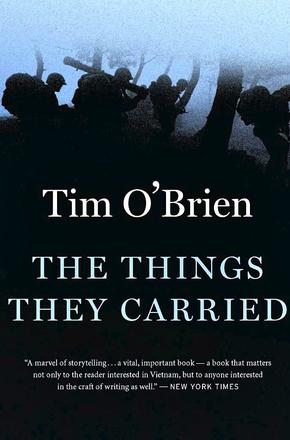 Tim O’Brien
THE THINGS
THEY CARRIED
“A marvel of storytelling . . . a vital, important book — a book that matters
not only to the reader interested in Vietnam, but to anyone interested
in the craft of writing as well.” — NEW YORK TIMES